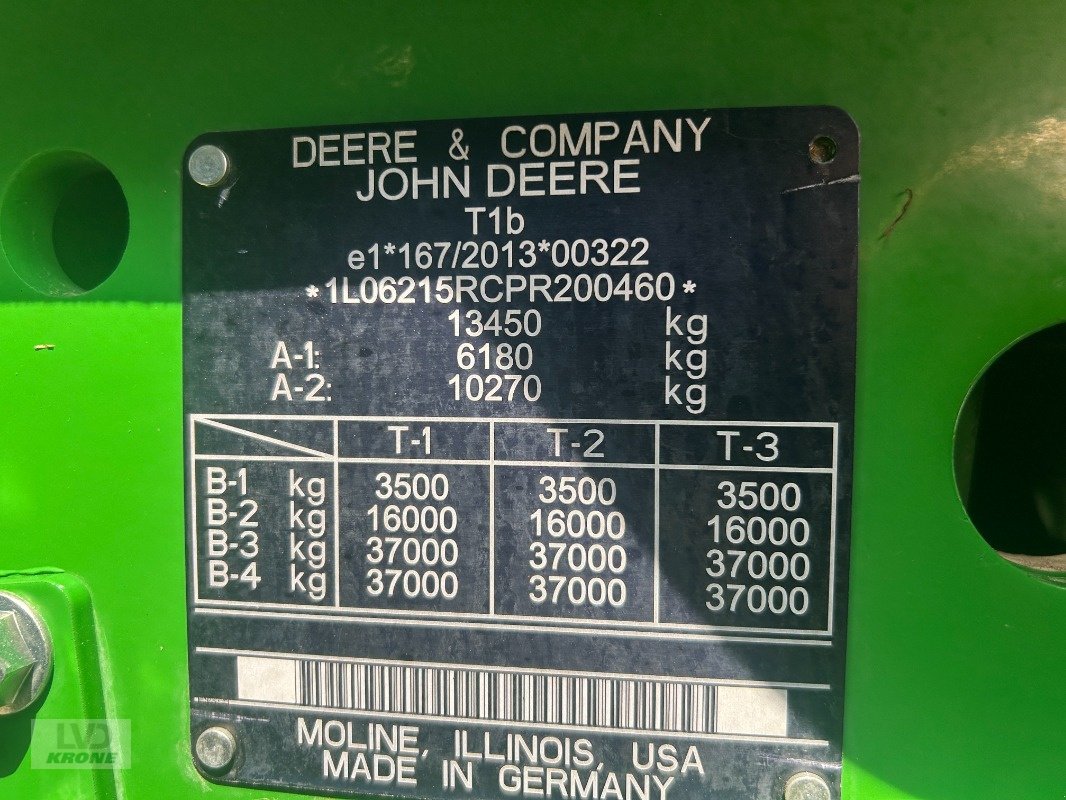 DEERE & COMPANY
JOHN DEERE
T1b
e1*167/2013*00322
*1L06215RCPR200460*
13450 kg
A-1: 6180 kg
A-2: 10270 kg
T-1 T-2 T-3
B-1 kg 3500 3500 3500
B-2 kg 16000 16000 16000
B-3 kg 37000 37000 37000
B-4 kg 37000 37000 37000
MOLINE, ILLINOIS, USA
MADE IN GERMANY
LVD
KRONE